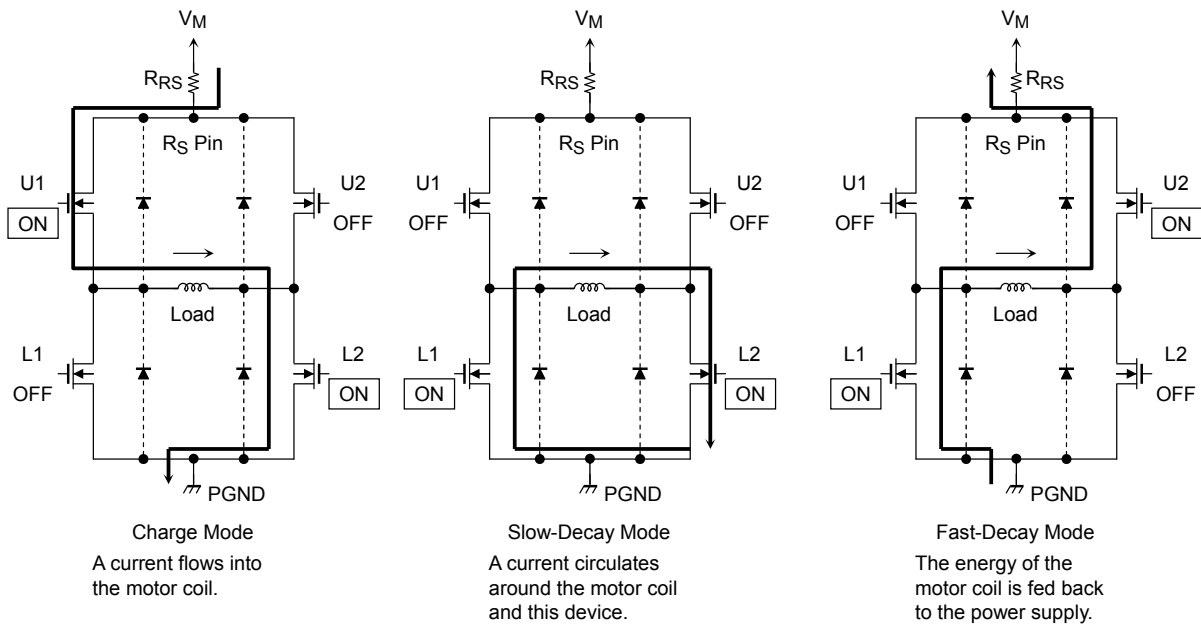 VM
RRS
RS Pin
U1
ON
U2
OFF
Load
L1
OFF
L2
ON
PGND
Charge Mode
A current flows into
the motor coil.
VM
RRS
RS Pin
U1
OFF
U2
OFF
Load
L1
ON
L2
ON
PGND
Slow-Decay Mode
A current circulates
around the motor coil
and this device.
VM
RRS
RS Pin
U1
OFF
U2
ON
Load
L1
ON
L2
OFF
PGND
Fast-Decay Mode
The energy of the
motor coil is fed back
to the power supply.